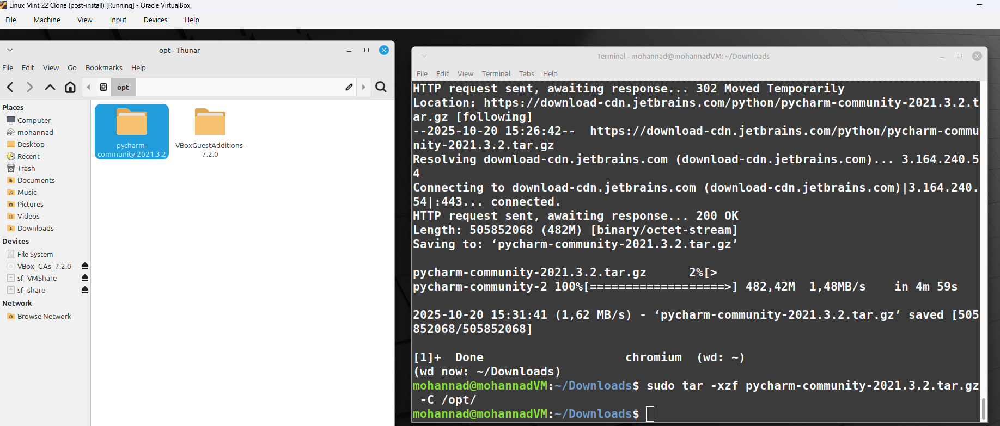 Linux Mint 22 Clone (post-install) [Running] - Oracle VirtualBox
File Machine View Input Devices Help
opt - Thunar
File Edit View Go Bookmarks Help
opt
Places
Computer
mohannad
Desktop
Recent
Trash
Documents
Music
Pictures
Videos
Downloads
Devices
File System
VBox_GAs_7.2.0
sf_VMShare
sf_share
Network
Browse Network
pycharm-
community-2021.3.2
VBoxGuestAdditions-
7.2.0
Terminal - mohannad@mohannadVM: ~/Downloads
File Edit View Terminal Tabs Help
HTTP request sent, awaiting response... 302 Moved Temporarily
Location: https://download-cdn.jetbrains.com/python/pycharm-community-2021.3.2.t
ar.gz [following]
--2025-10-20 15:26:42--  https://download-cdn.jetbrains.com/python/pycharm-commu
nity-2021.3.2.tar.gz
Resolving download-cdn.jetbrains.com (download-cdn.jetbrains.com)... 3.164.240.5
4
Connecting to download-cdn.jetbrains.com (download-cdn.jetbrains.com)|3.164.240.
54|:443... connected.
HTTP request sent, awaiting response... 200 OK
Length: 505852068 (482M) [binary/octet-stream]
Saving to: ‘pycharm-community-2021.3.2.tar.gz’
pycharm-community-2021.3.2.tar.gz      2%[>
pycharm-community-2 100%[===================>] 482,42M  1,48MB/s    in 4m 59s
2025-10-20 15:31:41 (1,62 MB/s) - ‘pycharm-community-2021.3.2.tar.gz’ saved [505
852068/505852068]
[1]+  Done                    chromium  (wd: ~)
(wd now: ~/Downloads)
mohannad@mohannadVM:~/Downloads$ sudo tar -xzf pycharm-community-2021.3.2.tar.gz
 -C /opt/
mohannad@mohannadVM:~/Downloads$